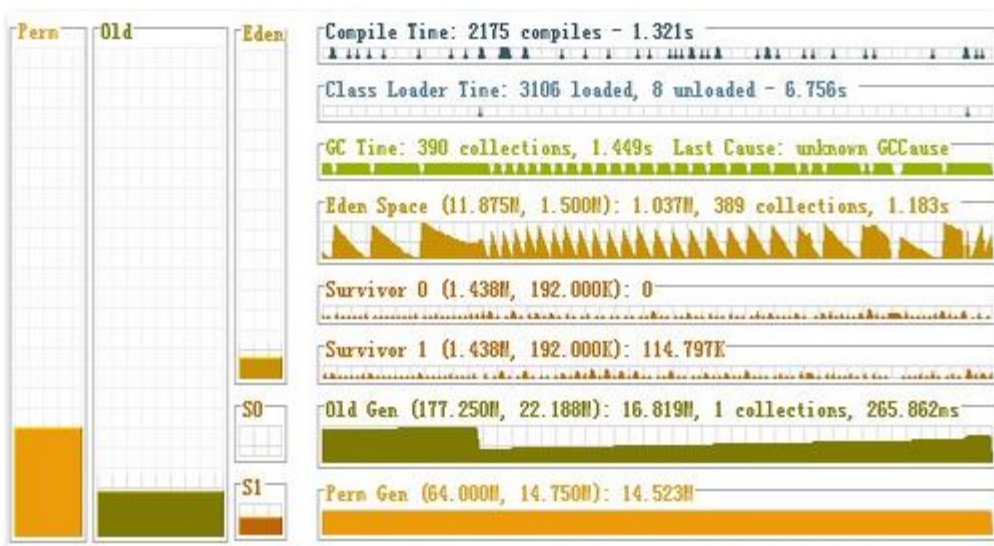 Perm Old Eden
Compile Time: 2175 compiles - 1.321s
Class Loader Time: 3106 loaded, 8 unloaded - 6.756s
GC Time: 390 collections, 1.449s Last Cause: unknown GCCause
Eden Space (11.875M, 1.500M): 1.037M, 389 collections, 1.183s
Survivor 0 (1.438M, 192.000K): 0
Survivor 1 (1.438M, 192.000K): 114.797K
S0
Old Gen (177.250M, 22.188M): 16.819M, 1 collections, 265.862ms
S1
Perm Gen (64.000M, 14.750M): 14.523M